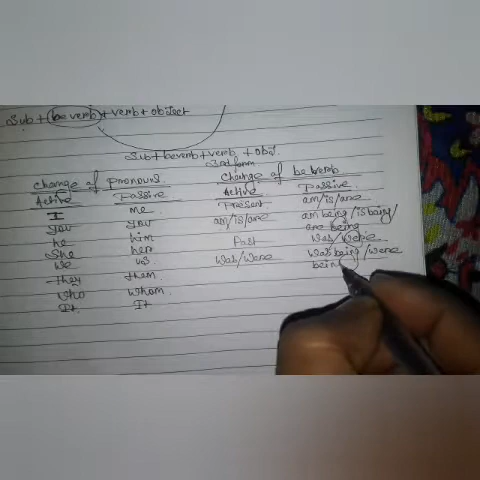 Sub + be verb + verb + object
Sub + beverb + verb + obj.
3rd form
Change of pronouns Change of be verb
Active Passive Active Passive
I me Present am/is/are
you you am/is/are am being/is being/
he him are being
She her Past was/were
we us was/were was being/were
they them being
who whom
It It